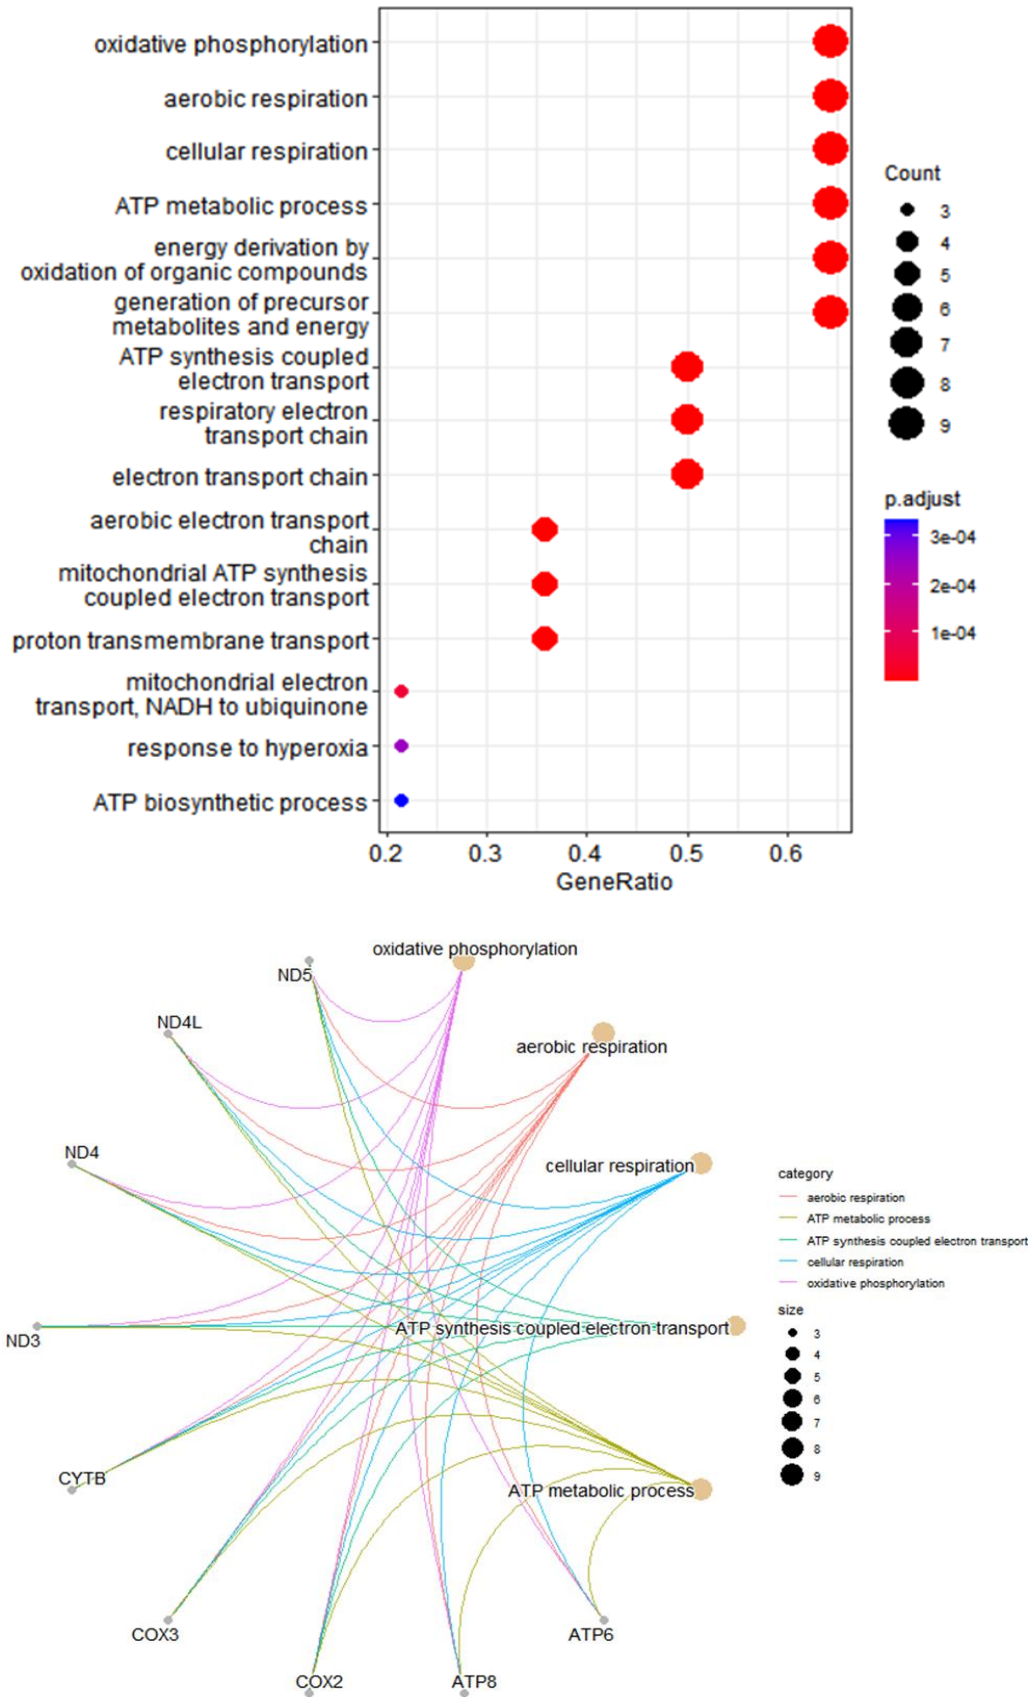 oxidative phosphorylation
aerobic respiration
cellular respiration
ATP metabolic process
energy derivation by
oxidation of organic compounds
generation of precursor
metabolites and energy
ATP synthesis coupled
electron transport
respiratory electron
transport chain
electron transport chain
aerobic electron transport
chain
mitochondrial ATP synthesis
coupled electron transport
proton transmembrane transport
mitochondrial electron
transport, NADH to ubiquinone
response to hyperoxia
ATP biosynthetic process
0.2 0.3 0.4 0.5 0.6
GeneRatio
Count
3
4
5
6
7
8
9
p.adjust
3e-04
2e-04
1e-04
oxidative phosphorylation
ND5
ND4L
aerobic respiration
ND4
cellular respiration
ND3
ATP synthesis coupled electron transport
CYTB
ATP metabolic process
COX3
ATP6
COX2
ATP8
category
aerobic respiration
ATP metabolic process
ATP synthesis coupled electron transport
cellular respiration
oxidative phosphorylation
size
3
4
5
6
7
8
9